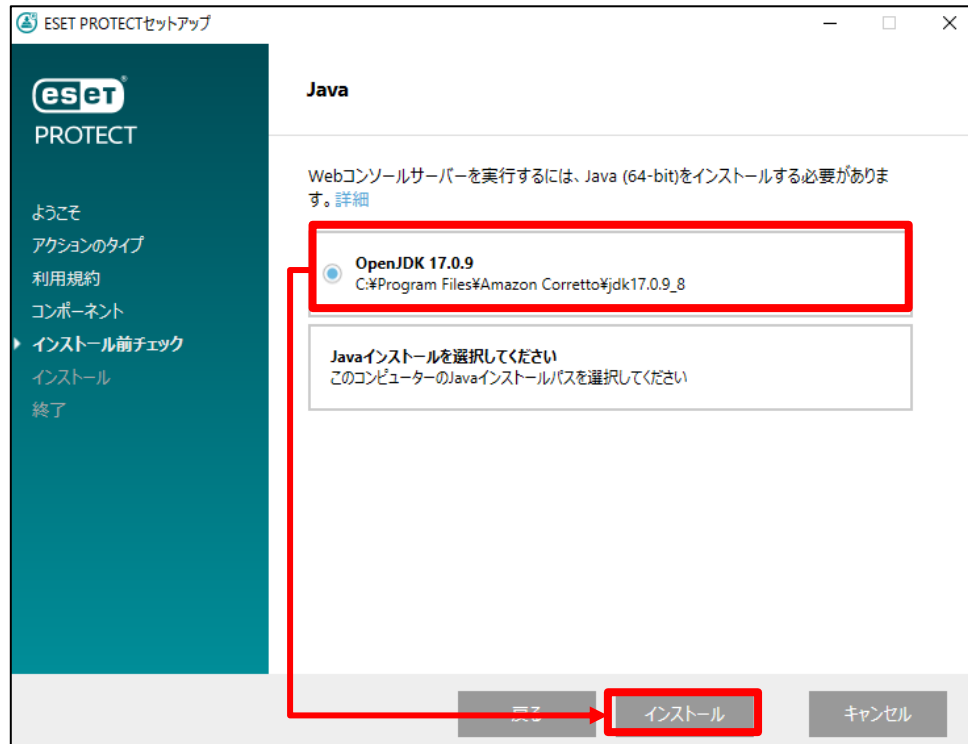 ESET PROTECTセットアップ
eset
PROTECT
ようこそ
アクションのタイプ
利用規約
コンポーネント
インストール前チェック
インストール
終了
Java
Webコンソールサーバーを実行するには、Java (64-bit)をインストールする必要がありま
す。詳細
OpenJDK 17.0.9
C:¥Program Files¥Amazon Corretto¥jdk17.0.9_8
Javaインストールを選択してください
このコンピューターのJavaインストールパスを選択してください
戻る
インストール
キャンセル